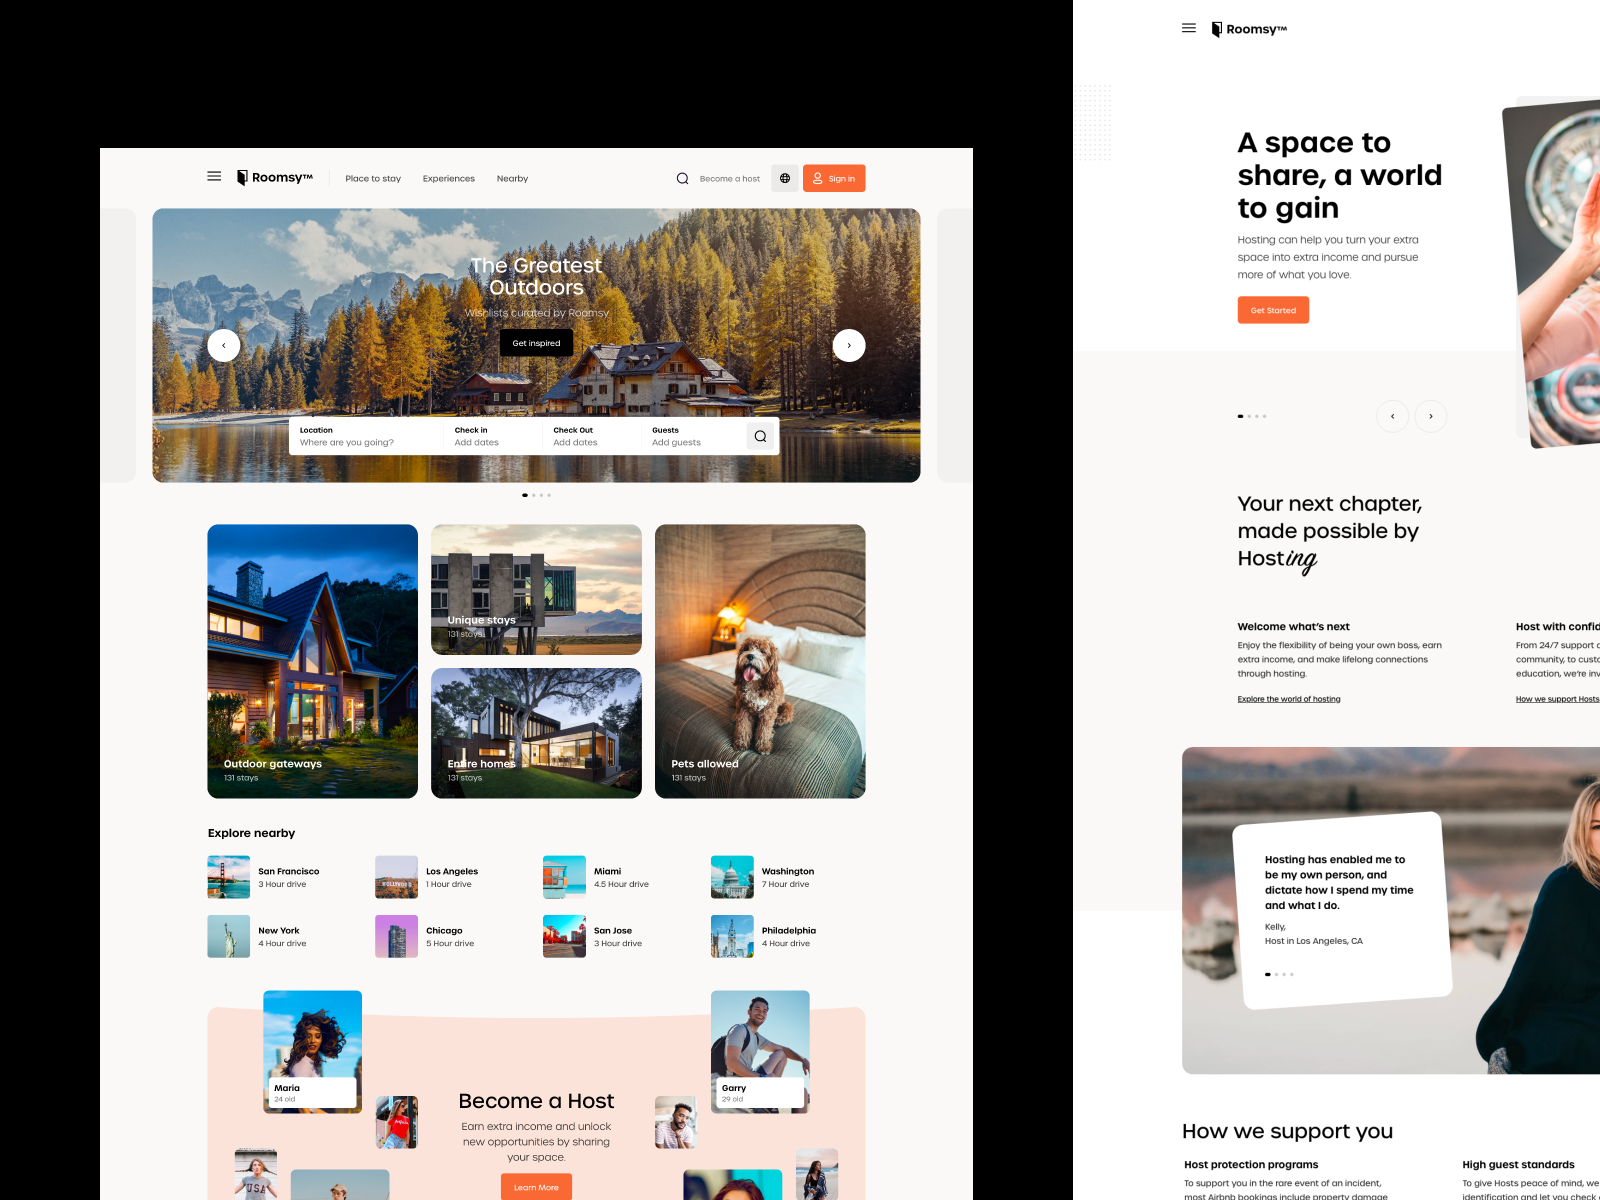 Roomsy™
Place to stay
Experiences
Nearby
Become a host
Sign in
The Greatest
Outdoors
Wishlists curated by Roomsy
Get inspired
Location
Where are you going?
Check in
Add dates
Check Out
Add dates
Guests
Add guests
Outdoor gateways
131 stays
Unique stays
131 stays
Entire homes
131 stays
Pets allowed
131 stays
Explore nearby
San Francisco
3 Hour drive
Los Angeles
1 Hour drive
Miami
4.5 Hour drive
Washington
7 Hour drive
New York
4 Hour drive
Chicago
5 Hour drive
San Jose
3 Hour drive
Philadelphia
4 Hour drive
Maria
24 old
Garry
29 old
Become a Host
Earn extra income and unlock
new opportunities by sharing
your space.
Learn More
USA
Roomsy™
A space to
share, a world
to gain
Hosting can help you turn your extra
space into extra income and pursue
more of what you love.
Get Started
Your next chapter,
made possible by
Hosting
Welcome what's next
Enjoy the flexibility of being your own boss, earn
extra income, and make lifelong connections
through hosting.
Explore the world of hosting
Host with confid
From 24/7 support
community, to custo
education, we're inv
How we support Hosts
Hosting has enabled me to
be my own person, and
dictate how I spend my time
and what I do.
Kelly,
Host in Los Angeles, CA
How we support you
Host protection programs
To support you in the rare event of an incident,
most Airbnb bookings include property damage
High guest standards
To give Hosts peace of mind, we
identification and let you check